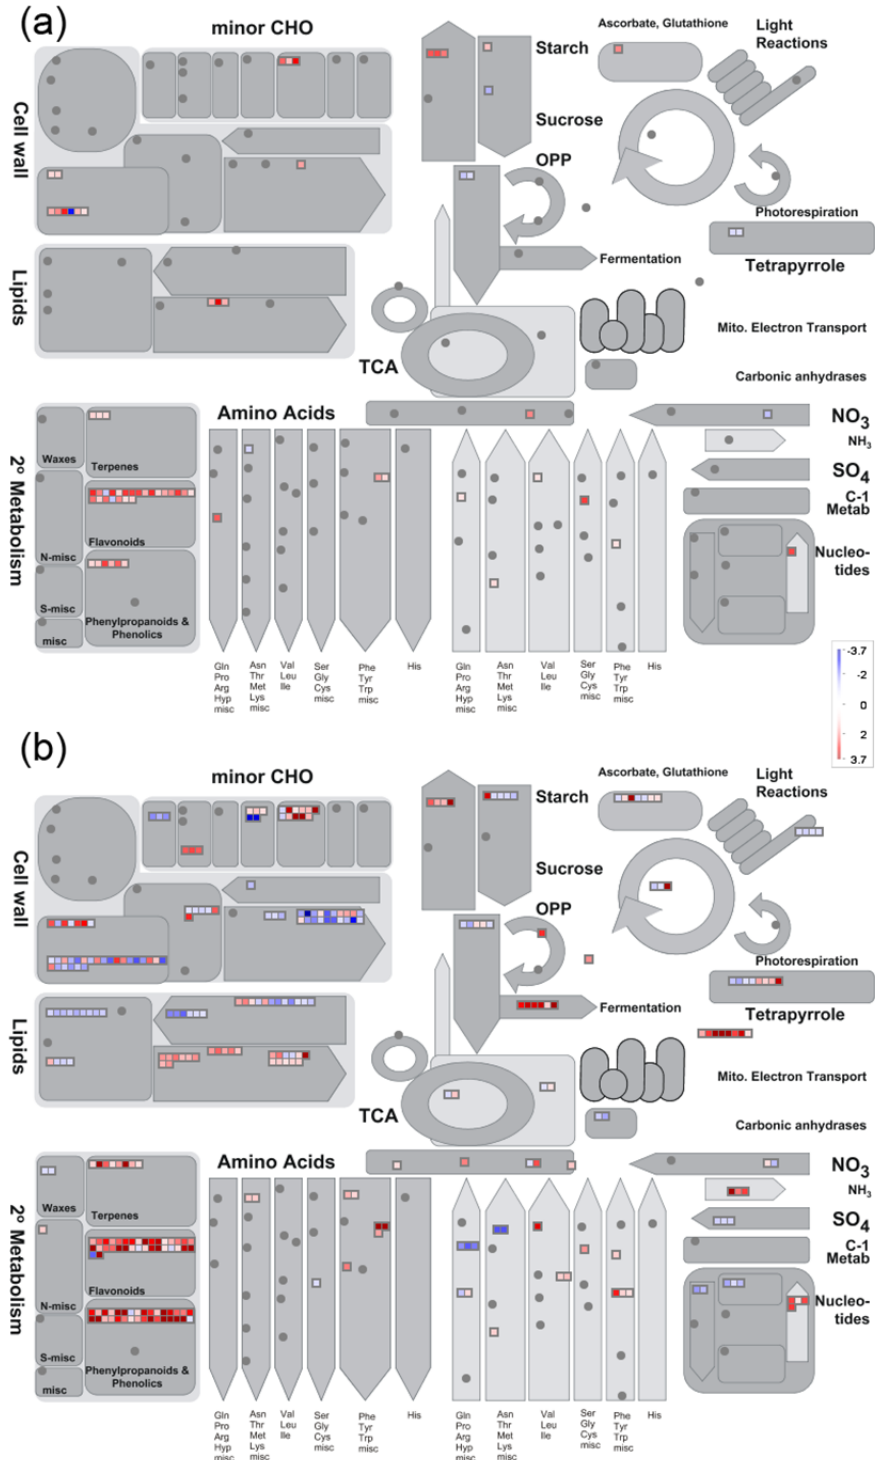 (a)
minor CHO
Ascorbate, Glutathione
Light
Reactions
Starch
Cell wall
Sucrose
OPP
Photorespiration
Tetrapyrrole
Fermentation
Lipids
Mito. Electron Transport
TCA
Carbonic anhydrases
Amino Acids
NO3
NH3
SO4
C-1
Metab
Nucleo-
tides
2º Metabolism
Waxes
Terpenes
N-misc
Flavonoids
S-misc
misc
Phenylpropanoids &
Phenolics
Gln
Pro
Arg
Hyp
misc
Asn
Thr
Met
Lys
misc
Val
Leu
Ile
Ser
Gly
Cys
misc
Phe
Tyr
Trp
misc
His
Gln
Pro
Arg
Hyp
misc
Asn
Thr
Met
Lys
misc
Val
Leu
Ile
Ser
Gly
Cys
misc
Phe
Tyr
Trp
misc
His
-3.7
-2
0
2
3.7
(b)
minor CHO
Ascorbate, Glutathione
Light
Reactions
Starch
Cell wall
Sucrose
OPP
Photorespiration
Tetrapyrrole
Fermentation
Lipids
Mito. Electron Transport
TCA
Carbonic anhydrases
Amino Acids
NO3
NH3
SO4
C-1
Metab
Nucleo-
tides
2º Metabolism
Waxes
Terpenes
N-misc
Flavonoids
S-misc
misc
Phenylpropanoids &
Phenolics
Gln
Pro
Arg
Hyp
misc
Asn
Thr
Met
Lys
misc
Val
Leu
Ile
Ser
Gly
Cys
misc
Phe
Tyr
Trp
misc
His
Gln
Pro
Arg
Hyp
misc
Asn
Thr
Met
Lys
misc
Val
Leu
Ile
Ser
Gly
Cys
misc
Phe
Tyr
Trp
misc
His